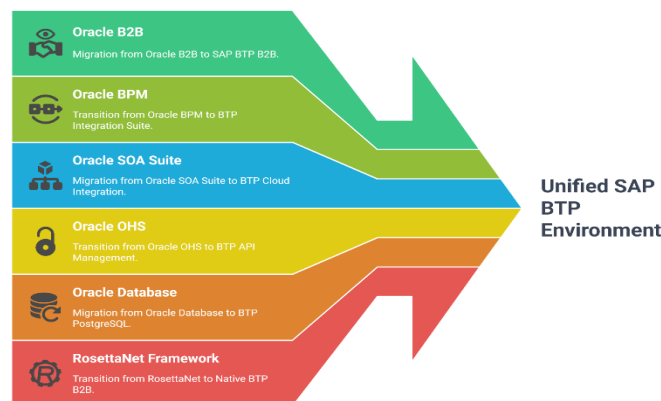 Oracle B2B
Migration from Oracle B2B to SAP BTP B2B.
Oracle BPM
Transition from Oracle BPM to BTP
Integration Suite.
Oracle SOA Suite
Migration from Oracle SOA Suite to BTP Cloud
Integration.
Oracle OHS
Transition from Oracle OHS to BTP API
Management.
Oracle Database
Migration from Oracle Database to BTP
PostgreSQL.
RosettaNet Framework
Transition from RosettaNet to Native BTP
B2B.
R
Unified SAP
BTP
Environment